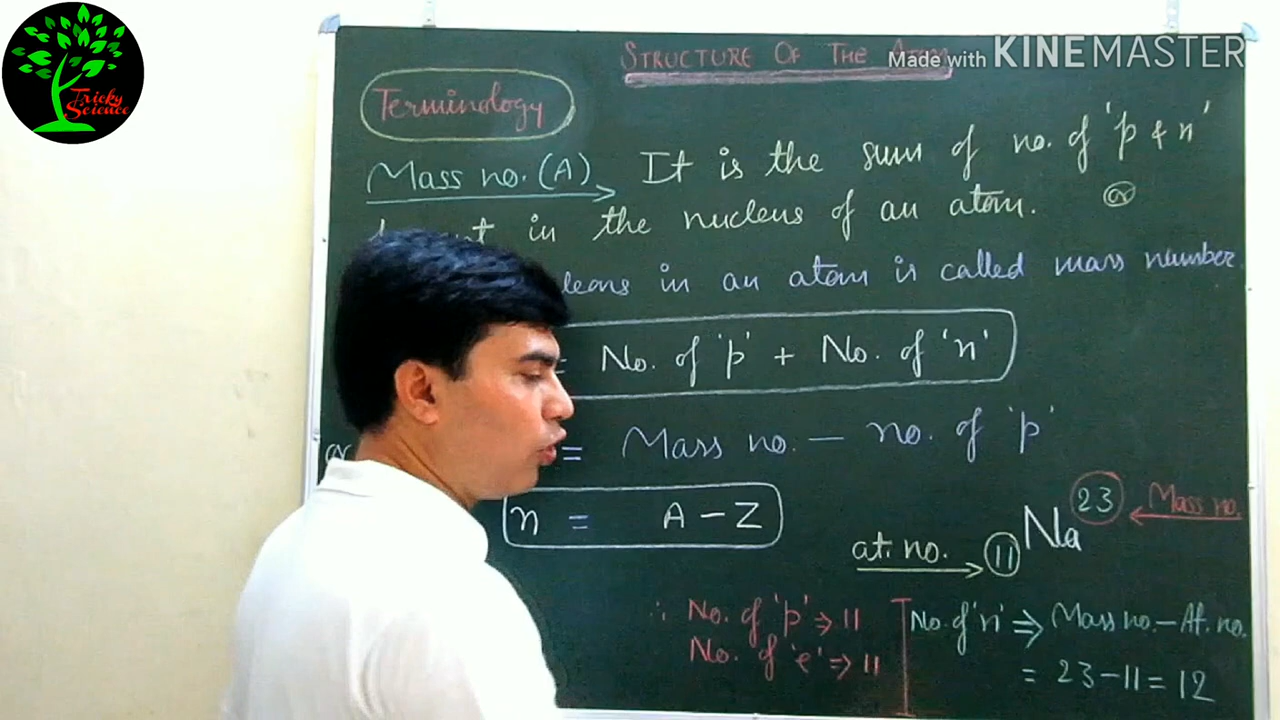 Tricky
Science
STRUCTURE OF THE
Made with KINEMASTER
Terminology
Mass no. (A) It is the sum of no. of 'p & n'
in the nucleus of an atom. or
in an atom is called mass number.
= No. of 'p' + No. of 'n'
or = Mass no. – no. of 'p'
n = A – Z
at. no. 11 Na 23 Mass no.
∴ No. of 'p' ⇒ 11
No. of 'e' ⇒ 11
No. of 'n' ⇒ Mass no. – At. no.
= 23 – 11 = 12